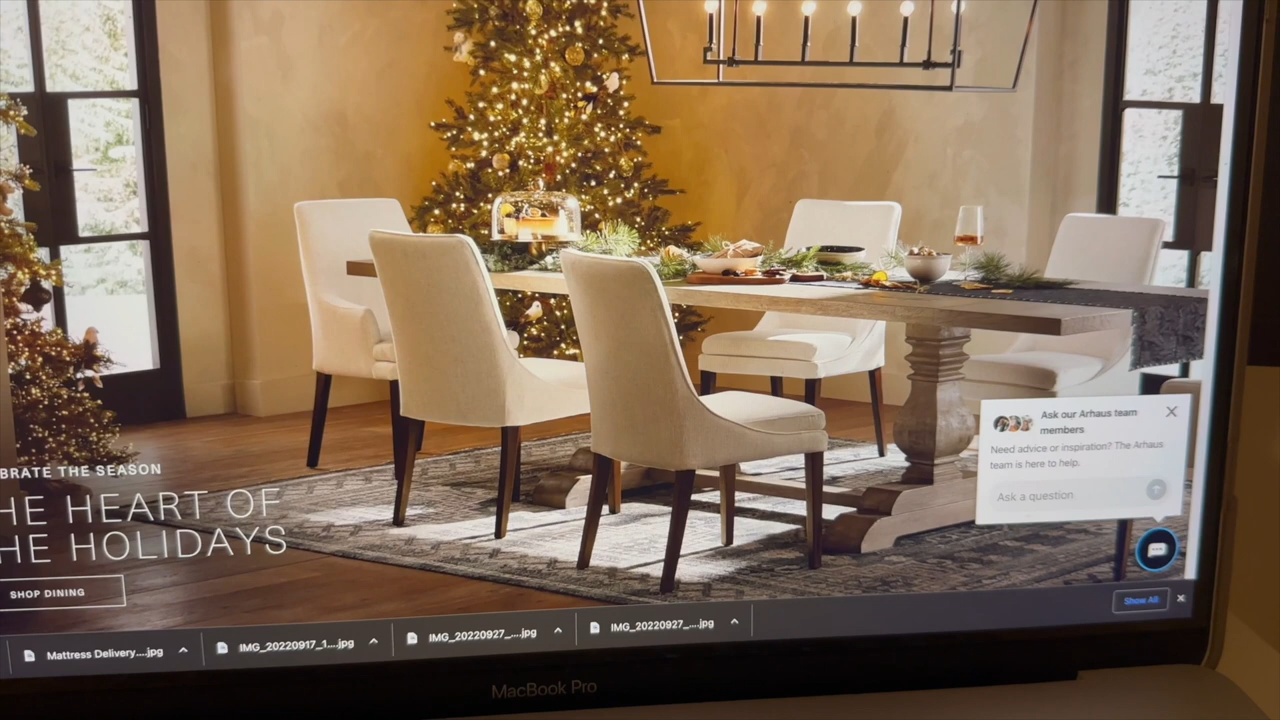 BRATE THE SEASON
HE HEART OF
HE HOLIDAYS
SHOP DINING
Ask our Arhaus team
members
Need advice or inspiration? The Arhaus
team is here to help.
Ask a question
Show All
Mattress Delivery....jpg
IMG_20220917_1....jpg
IMG_20220927_....jpg
IMG_20220927_....jpg
MacBook Pro